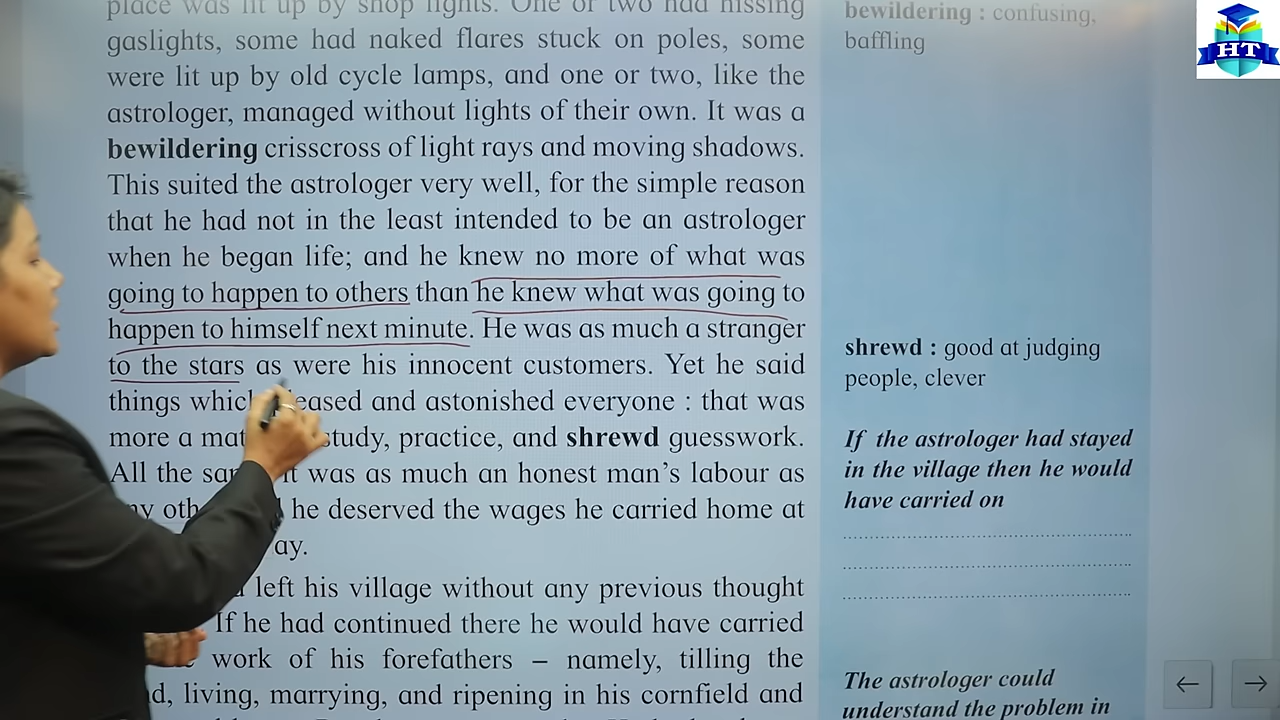 place was lit up by shop lights. One or two had hissing
gaslights, some had naked flares stuck on poles, some
were lit up by old cycle lamps, and one or two, like the
astrologer, managed without lights of their own. It was a
bewildering crisscross of light rays and moving shadows.
This suited the astrologer very well, for the simple reason
that he had not in the least intended to be an astrologer
when he began life; and he knew no more of what was
going to happen to others than he knew what was going to
happen to himself next minute. He was as much a stranger
to the stars as were his innocent customers. Yet he said
things which pleased and astonished everyone : that was
more a mat study, practice, and shrewd guesswork.
All the sam it was as much an honest man's labour as
any oth he deserved the wages he carried home at
ay.
left his village without any previous thought
If he had continued there he would have carried
work of his forefathers – namely, tilling the
living, marrying, and ripening in his cornfield and
bewildering : confusing,
baffling
shrewd : good at judging
people, clever
If the astrologer had stayed
in the village then he would
have carried on
The astrologer could
understand the problem in
HT